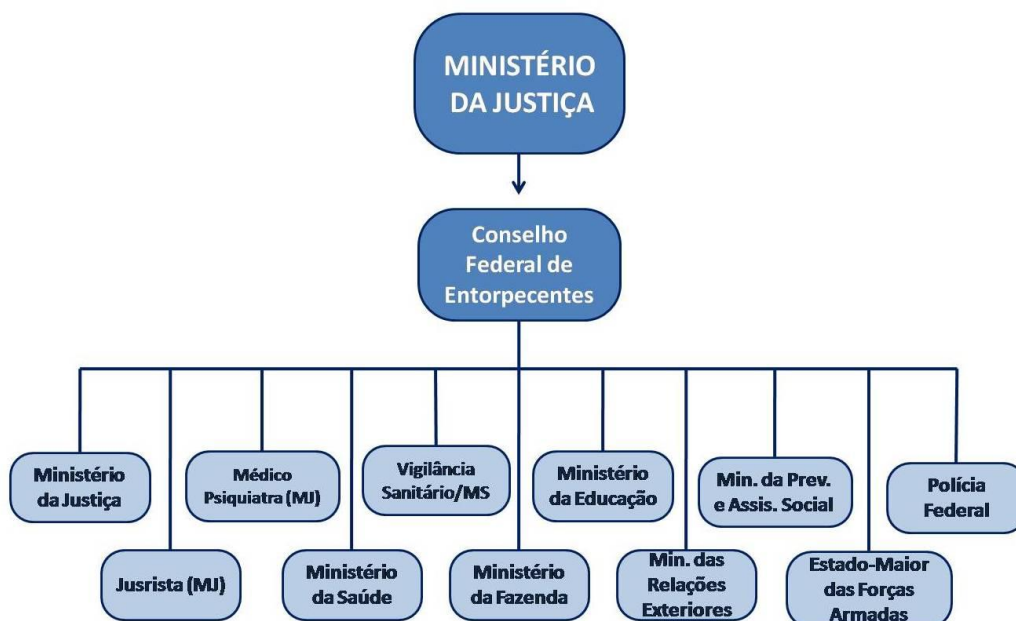 MINISTÉRIO
DA JUSTIÇA
Conselho
Federal de
Entorpecentes
Ministério
da Justiça
Médico
Psiquiatra (MJ)
Vigilância
Sanitário/MS
Ministério
da Educação
Min. da Prev.
e Assis. Social
Polícia
Federal
Jusrista (MJ)
Ministério
da Saúde
Ministério
da Fazenda
Min. das
Relações
Exteriores
Estado-Maior
das Forças
Armadas